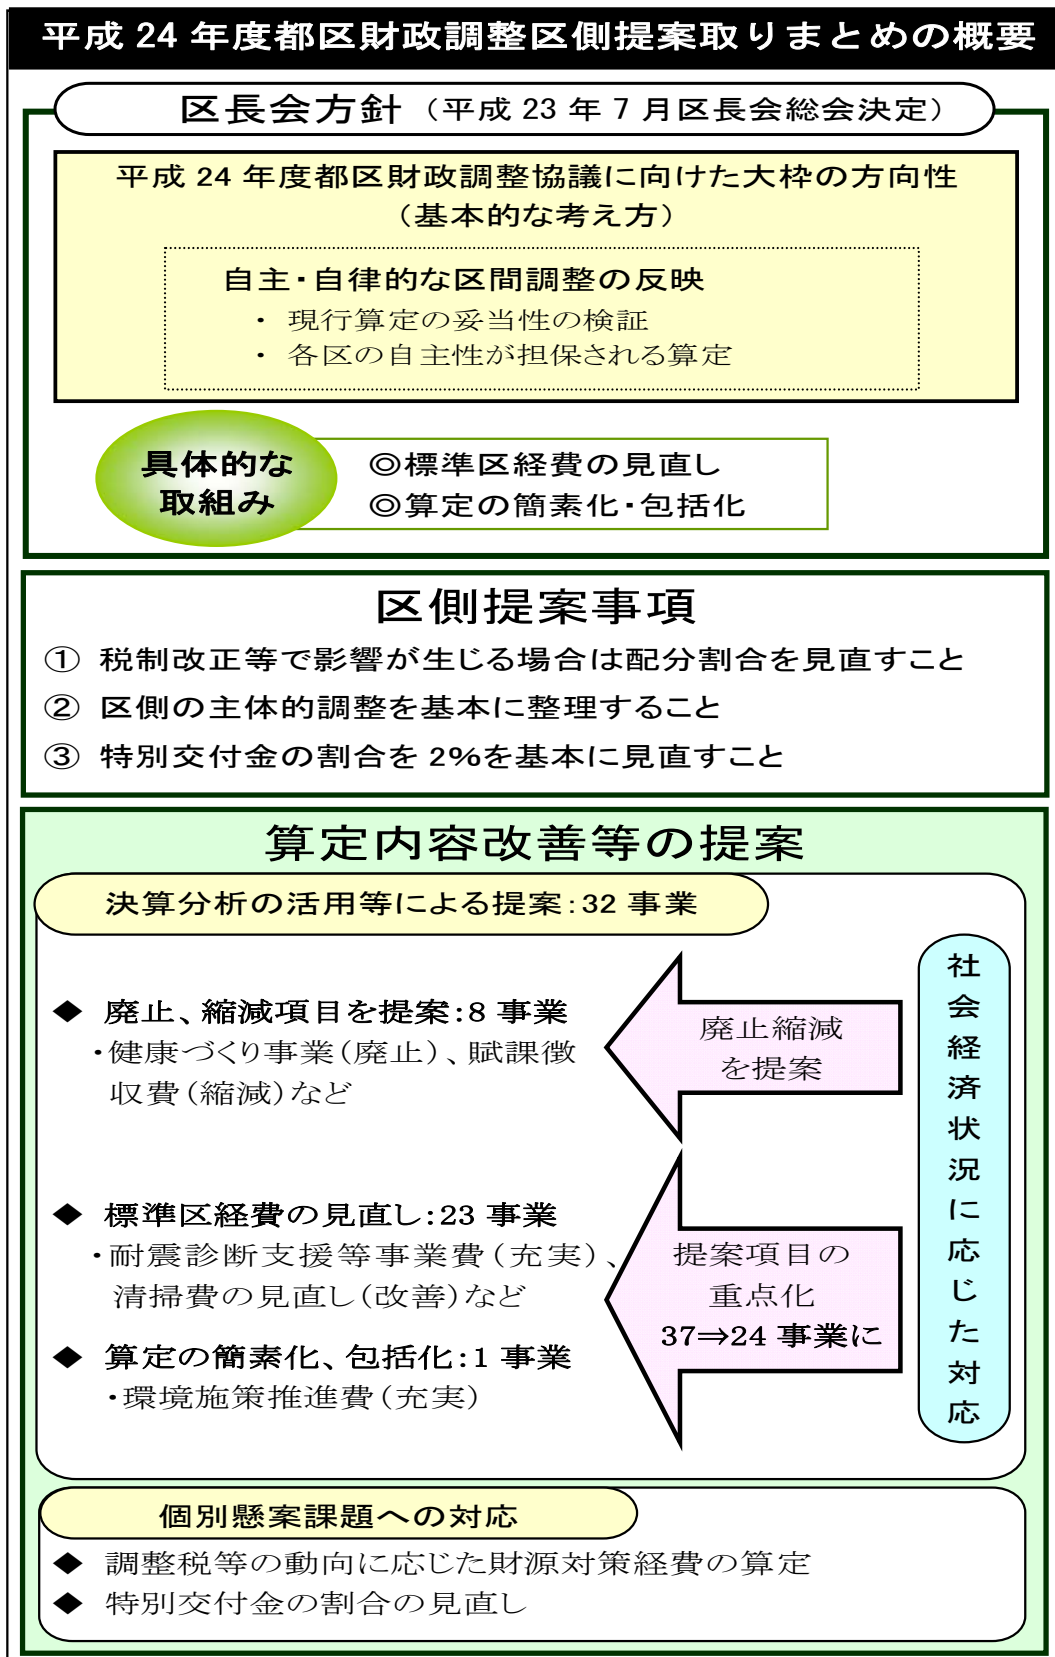 平成 24 年度都区財政調整区側提案取りまとめの概要
区長会方針（平成 23 年 7 月区長会総会決定）
平成 24 年度都区財政調整協議に向けた大枠の方向性
（基本的な考え方）
自主・自律的な区間調整の反映
・ 現行算定の妥当性の検証
・ 各区の自主性が担保される算定
具体的な
取組み
◎標準区経費の見直し
◎算定の簡素化・包括化
区側提案事項
① 税制改正等で影響が生じる場合は配分割合を見直すこと
② 区側の主体的調整を基本に整理すること
③ 特別交付金の割合を 2%を基本に見直すこと
算定内容改善等の提案
決算分析の活用等による提案：32 事業
◆ 廃止、縮減項目を提案：8 事業
・健康づくり事業（廃止）、賦課徴
収費（縮減）など
廃止縮減
を提案
◆ 標準区経費の見直し：23 事業
・耐震診断支援等事業費（充実）、
清掃費の見直し（改善）など
◆ 算定の簡素化、包括化：1 事業
・環境施策推進費（充実）
提案項目の
重点化
37⇒24 事業に
社会経済状況に応じた対応
個別懸案課題への対応
◆ 調整税等の動向に応じた財源対策経費の算定
◆ 特別交付金の割合の見直し